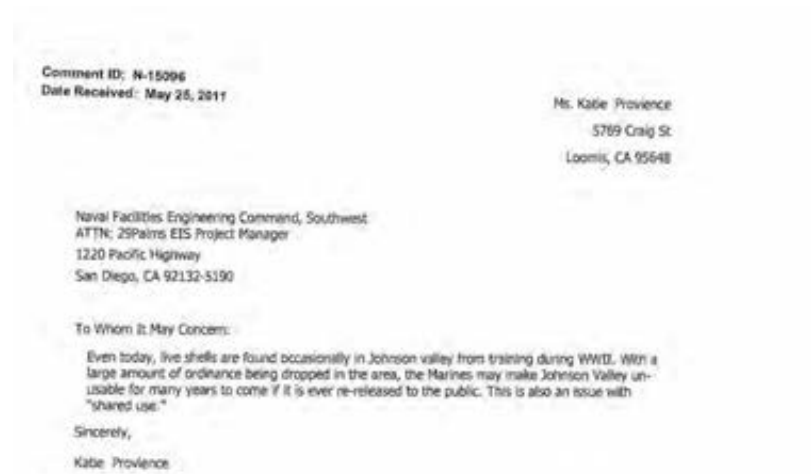 Comment ID: N-15096
Date Received: May 25, 2011
Ms. Katie Provience
5769 Craig St
Loomis, CA
Naval Facilities Engineering Command, Southwest
ATTN: 29Palms EIS Project Manager
1220 Pacific Highway
San Diego, CA 92132-5190
To Whom It May Concern:
Even today, live shells are found occasionally in Johnson valley from training during WWII. With a
large amount of ordinance being dropped in the area, the Marines may make Johnson Valley un-
usable for many years to come if it is ever re-released to the public. This is also an issue with
"shared use."
Sincerely,
Katie Provience